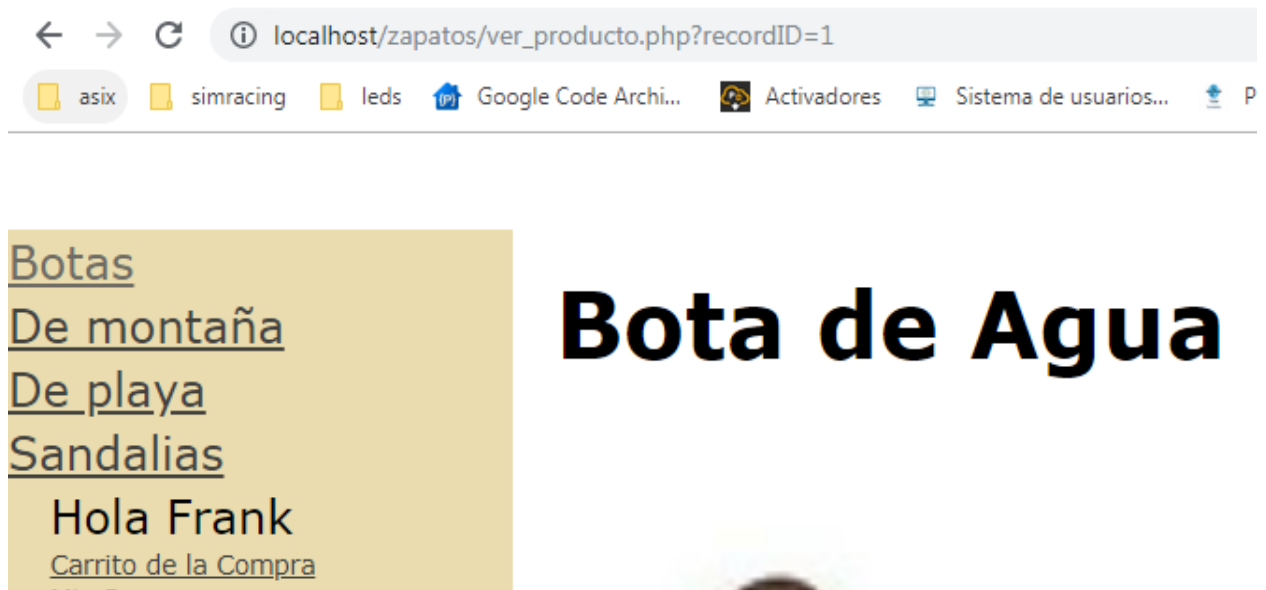 localhost/zapatos/ver_producto.php?recordID=1
asix simracing leds Google Code Archi... Activadores Sistema de usuarios... P
Botas
De montaña
De playa
Sandalias
Hola Frank
Carrito de la Compra
Bota de Agua